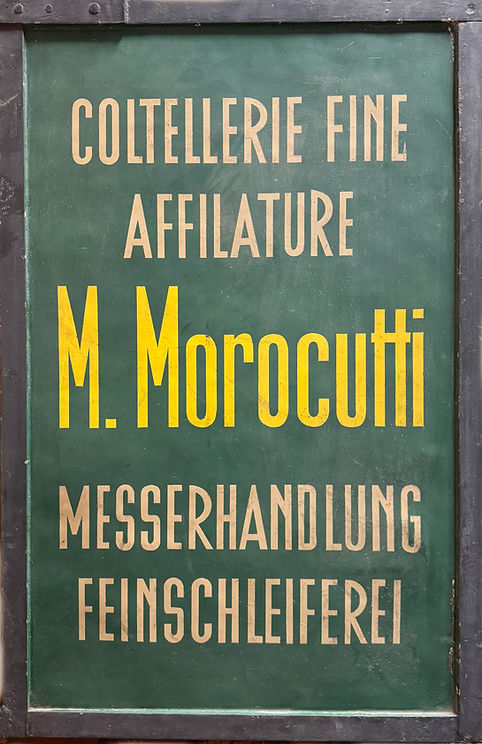 COLTELLERIE FINE
AFFILATURE
M. Morocutti
MESSERHANDLUNG
FEINSCHLEIFEREI